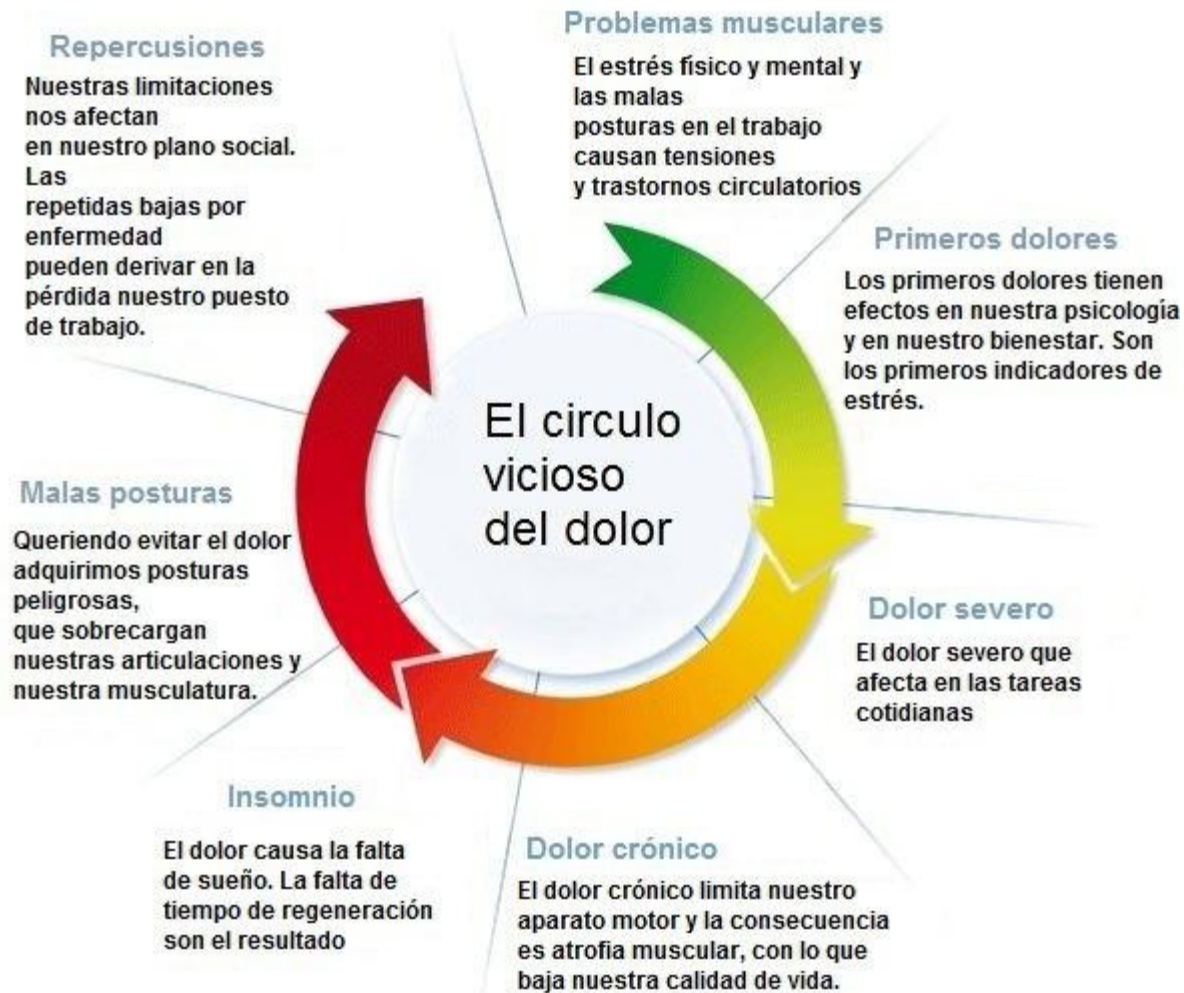 El circulo
vicioso
del dolor
Problemas musculares
El estrés físico y mental y
las malas
posturas en el trabajo
causan tensiones
y trastornos circulatorios
Primeros dolores
Los primeros dolores tienen
efectos en nuestra psicología
y en nuestro bienestar. Son
los primeros indicadores de
estrés.
Dolor severo
El dolor severo que
afecta en las tareas
cotidianas
Dolor crónico
El dolor crónico limita nuestro
aparato motor y la consecuencia
es atrofia muscular, con lo que
baja nuestra calidad de vida.
Insomnio
El dolor causa la falta
de sueño. La falta de
tiempo de regeneración
son el resultado
Malas posturas
Queriendo evitar el dolor
adquirimos posturas
peligrosas,
que sobrecargan
nuestras articulaciones y
nuestra musculatura.
Repercusiones
Nuestras limitaciones
nos afectan
en nuestro plano social.
Las
repetidas bajas por
enfermedad
pueden derivar en la
pérdida nuestro puesto
de trabajo.